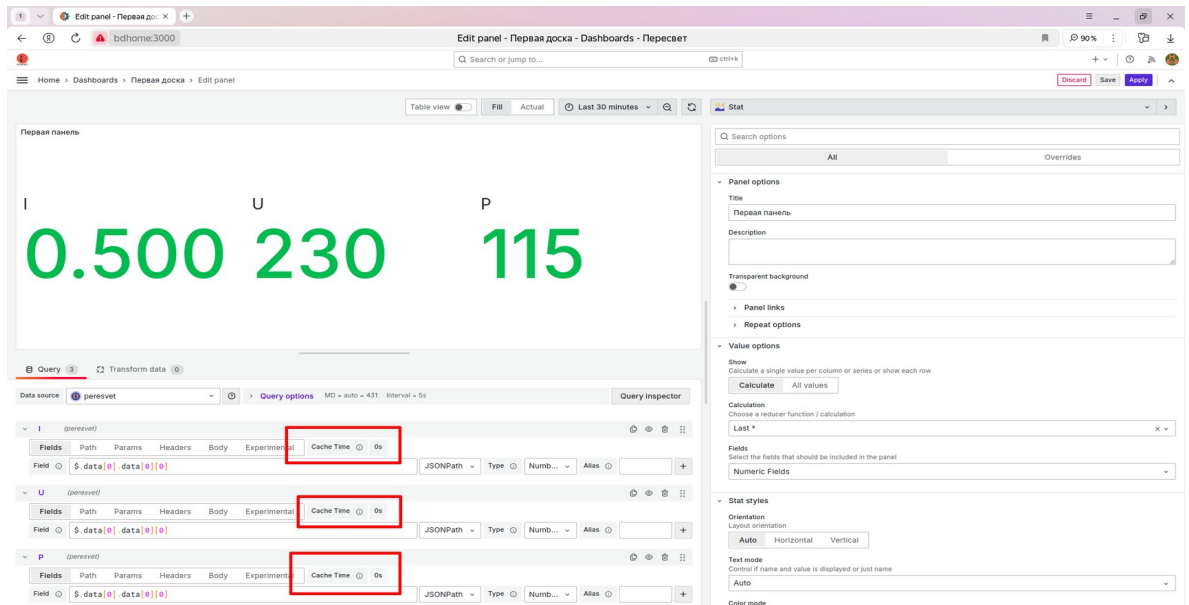 1 Edit panel - Первая дос
bdhome:3000 Edit panel - Первая доска - Dashboards - Пересвет 90 %
Search or jump to... ctrl+k
Home › Dashboards › Первая доска › Edit panel Discard Save Apply
Table view Fill Actual Last 30 minutes Stat
Первая панель
I U P
0.500 230 115
Query 3 Transform data 0
Data source peresvet Query options MD = auto = 431 Interval = 5s Query inspector
I (peresvet)
Fields Path Params Headers Body Experimental Cache Time 0s
Field $.data[0].data[0][0] JSONPath Type Numb... Alias +
U (peresvet)
Fields Path Params Headers Body Experimental Cache Time 0s
Field $.data[0].data[0][0] JSONPath Type Numb... Alias +
P (peresvet)
Fields Path Params Headers Body Experimental Cache Time 0s
Field $.data[0].data[0][0] JSONPath Type Numb... Alias +
Search options
All Overrides
Panel options
Title
Первая панель
Description
Transparent background
Panel links
Repeat options
Value options
Show
Calculate a single value per column or series or show each row
Calculate All values
Calculation
Choose a reducer function / calculation
Last *
Fields
Select the fields that should be included in the panel
Numeric Fields
Stat styles
Orientation
Layout orientation
Auto Horizontal Vertical
Text mode
Control if name and value is displayed or just name
Auto
Color mode